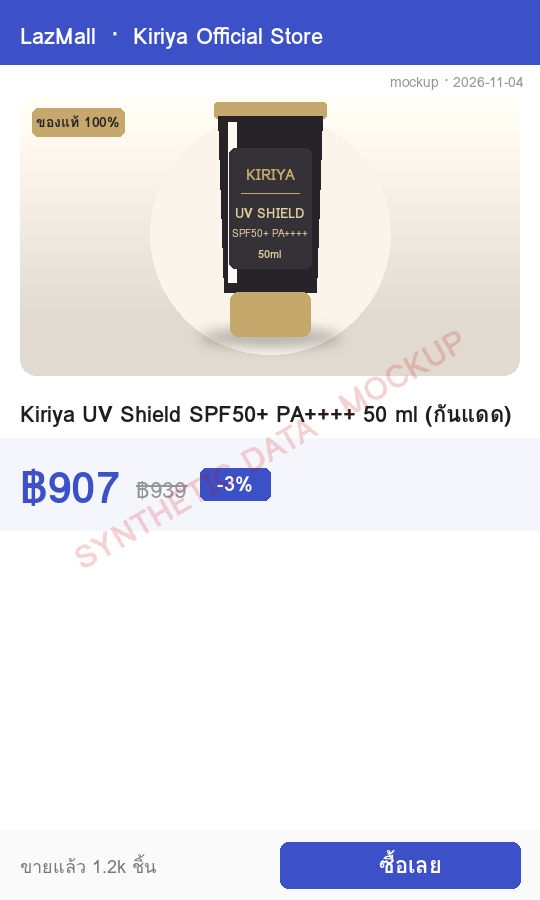 LazMall · Kiriya Official Store
mockup · 2026-11-04
ของแท้ 100%
KIRIYA
UV SHIELD
SPF50+ PA++++
50ml
Kiriya UV Shield SPF50+ PA++++ 50 ml (กันแดด)
฿907 ฿939 -3%
SYNTHETIC DATA · MOCKUP
ขายแล้ว 1.2k ชิ้น
ซื้อเลย